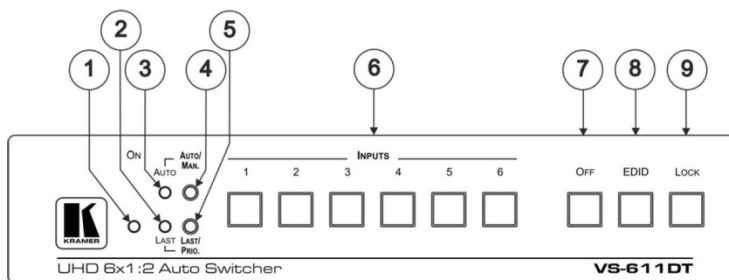 2 3 5 4 6 7 8 9
1
ON AUTO/ MAN. INPUTS
AUTO 1 2 3 4 5 6 OFF EDID LOCK
K
KRAMER
LAST LAST/ PRIO.
UHD 6x1:2 Auto Switcher VS-611DT